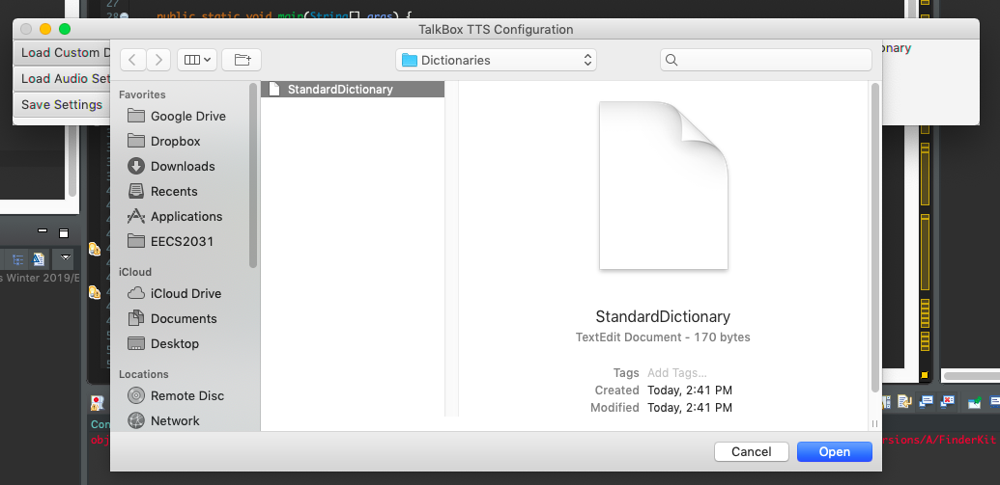 27
28 public static void main(String[] args) {
TalkBox TTS Configuration
Load Custom D
onary
Load Audio Set
Save Settings
Dictionaries
Favorites
Google Drive
Dropbox
Downloads
Recents
Applications
EECS2031
iCloud
iCloud Drive
Documents
Desktop
Locations
Remote Disc
Network
StandardDictionary
StandardDictionary
TextEdit Document - 170 bytes
Tags Add Tags...
Created Today, 2:41 PM
Modified Today, 2:41 PM
Cancel
Open
s Winter 2019/E
Con
obj
rsions/A/FinderKit